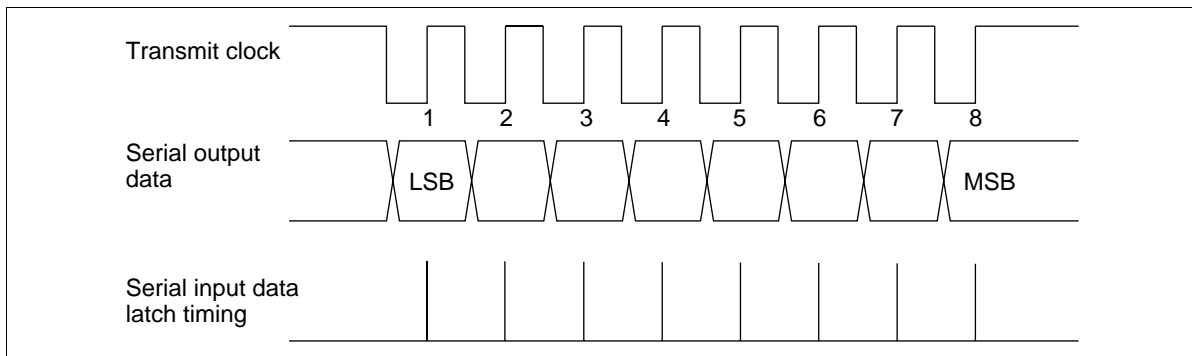 Transmit clock
1 2 3 4 5 6 7 8
Serial output
data
LSB
MSB
Serial input data
latch timing